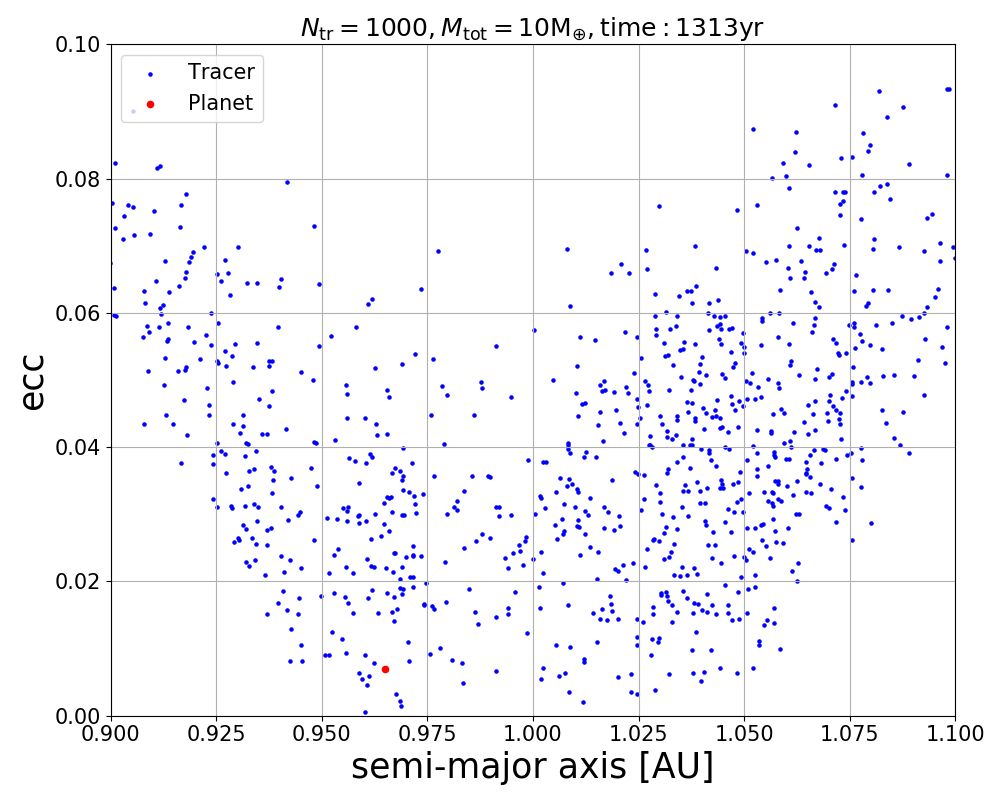 N_tr = 1000, M_tot = 10M_⊕, time : 1313yr
Tracer
Planet
ecc
0.10
0.08
0.06
0.04
0.02
0.00
0.900 0.925 0.950 0.975 1.000 1.025 1.050 1.075 1.100
semi-major axis [AU]